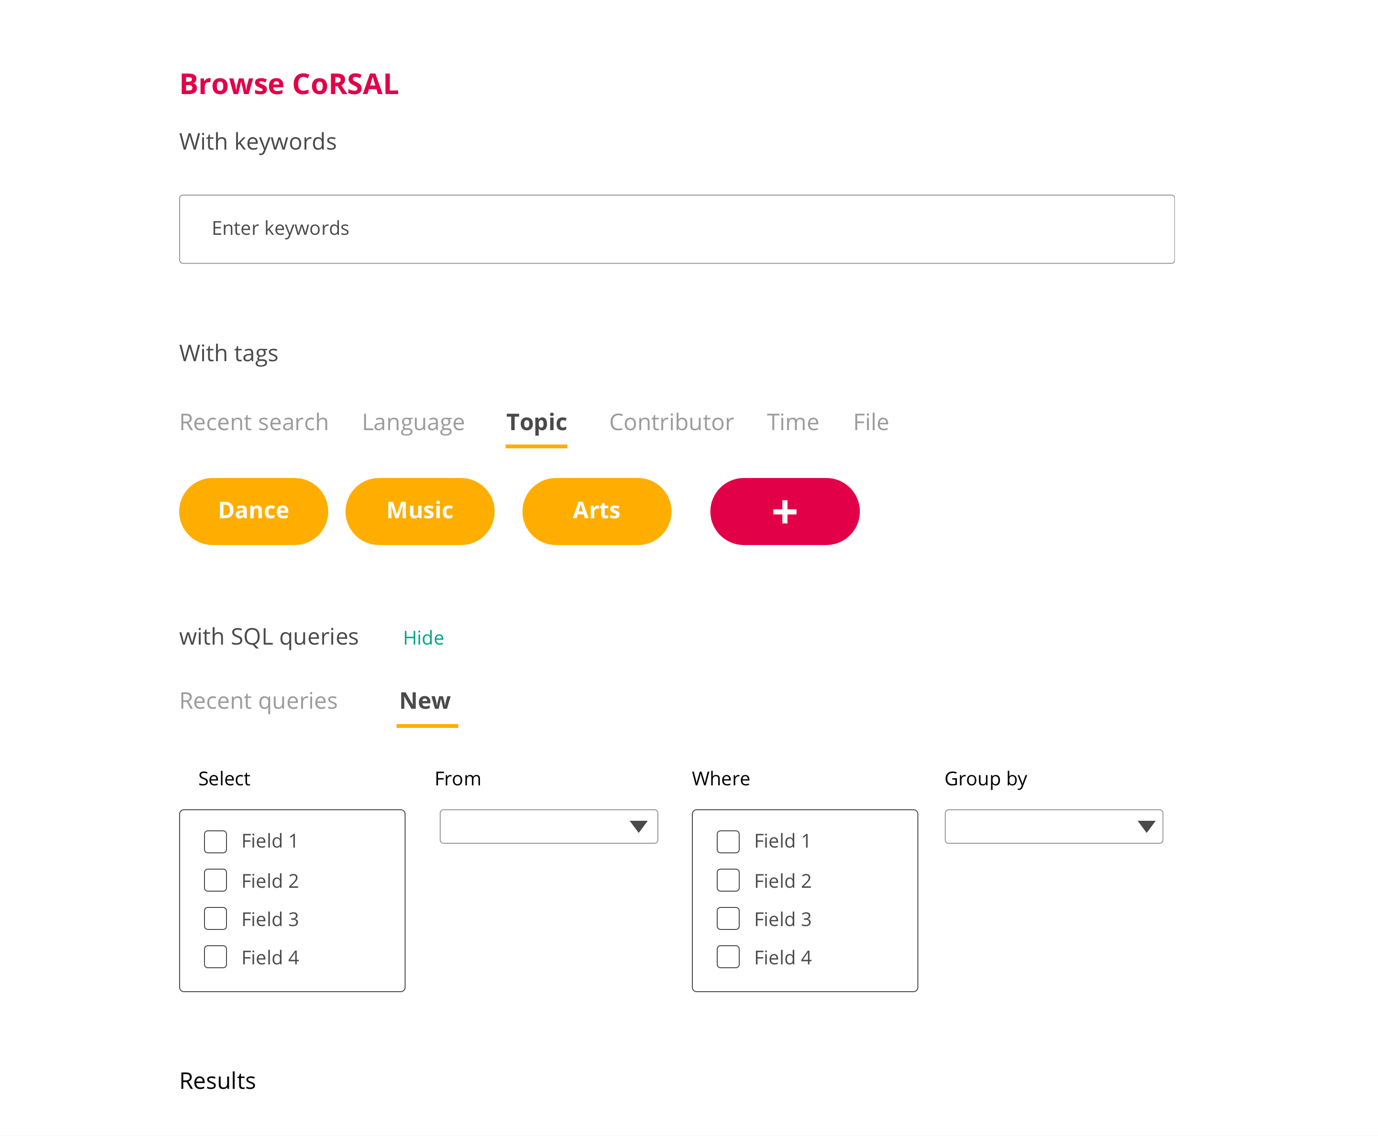 Browse CoRSAL
With keywords
Enter keywords
With tags
Recent search Language Topic Contributor Time File
Dance Music Arts +
with SQL queries Hide
Recent queries New
Select From Where Group by
Field 1 Field 1
Field 2 Field 2
Field 3 Field 3
Field 4 Field 4
Results